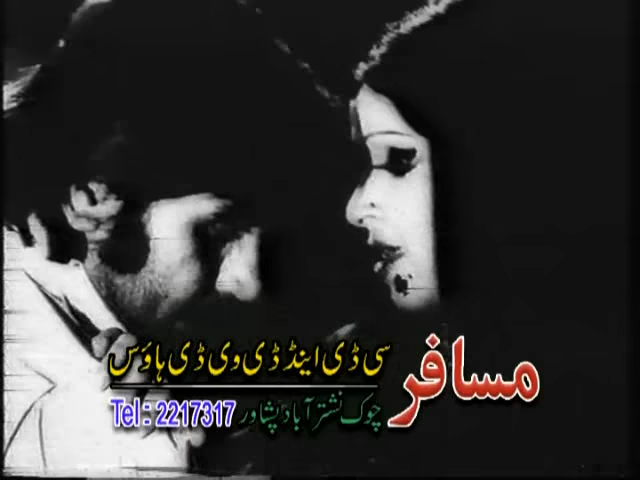 مسافر
سی ڈی اینڈ ڈی وی ڈی ہاؤس
چوک نشتر آباد پشاور Tel : 2217317